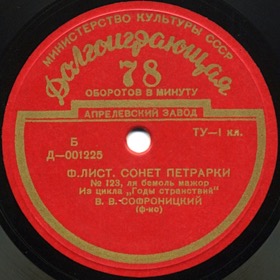 МИНИСТЕРСТВО КУЛЬТУРЫ СССР
Долгоиграющая
78
ОБОРОТОВ В МИНУТУ
АПРЕЛЕВСКИЙ ЗАВОД
ТУ—I кл.
Б
Д—001225
Ф.ЛИСТ. СОНЕТ ПЕТРАРКИ
№ 123, ля бемоль мажор
Из цикла „Годы странствий"
В. В. СОФРОНИЦКИЙ
(ф-но)